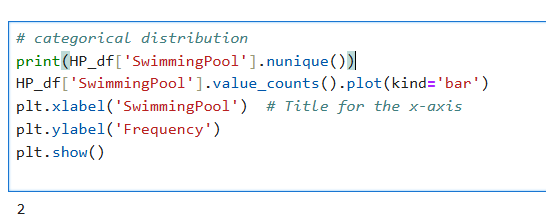 # categorical distribution
print(HP_df['SwimmingPool'].nunique())
HP_df['SwimmingPool'].value_counts().plot(kind='bar')
plt.xlabel('SwimmingPool')  # Title for the x-axis
plt.ylabel('Frequency')
plt.show()
2